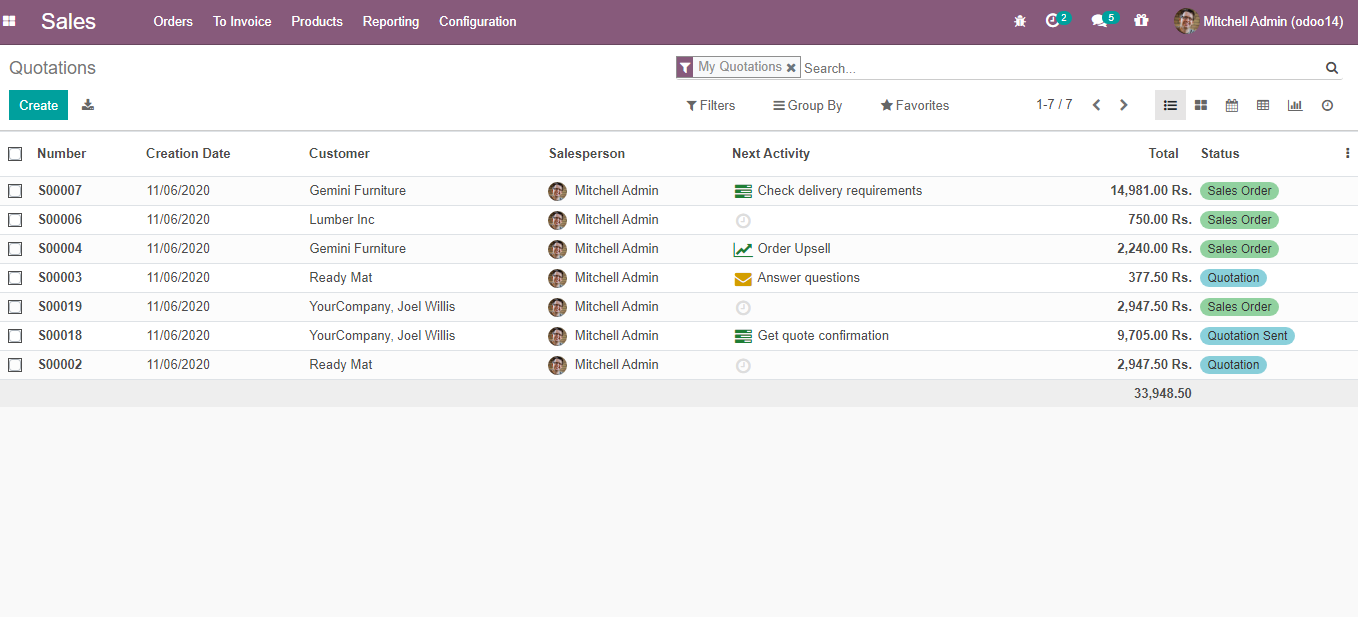 Sales Orders To Invoice Products Reporting Configuration 2 5 Mitchell Admin (odoo14)
Quotations My Quotations Search...
Create Filters Group By Favorites 1-7 / 7
Number Creation Date Customer Salesperson Next Activity Total Status
S00007 11/06/2020 Gemini Furniture Mitchell Admin Check delivery requirements 14,981.00 Rs. Sales Order
S00006 11/06/2020 Lumber Inc Mitchell Admin 750.00 Rs. Sales Order
S00004 11/06/2020 Gemini Furniture Mitchell Admin Order Upsell 2,240.00 Rs. Sales Order
S00003 11/06/2020 Ready Mat Mitchell Admin Answer questions 377.50 Rs. Quotation
S00019 11/06/2020 YourCompany, Joel Willis Mitchell Admin 2,947.50 Rs. Sales Order
S00018 11/06/2020 YourCompany, Joel Willis Mitchell Admin Get quote confirmation 9,705.00 Rs. Quotation Sent
S00002 11/06/2020 Ready Mat Mitchell Admin 2,947.50 Rs. Quotation
33,948.50